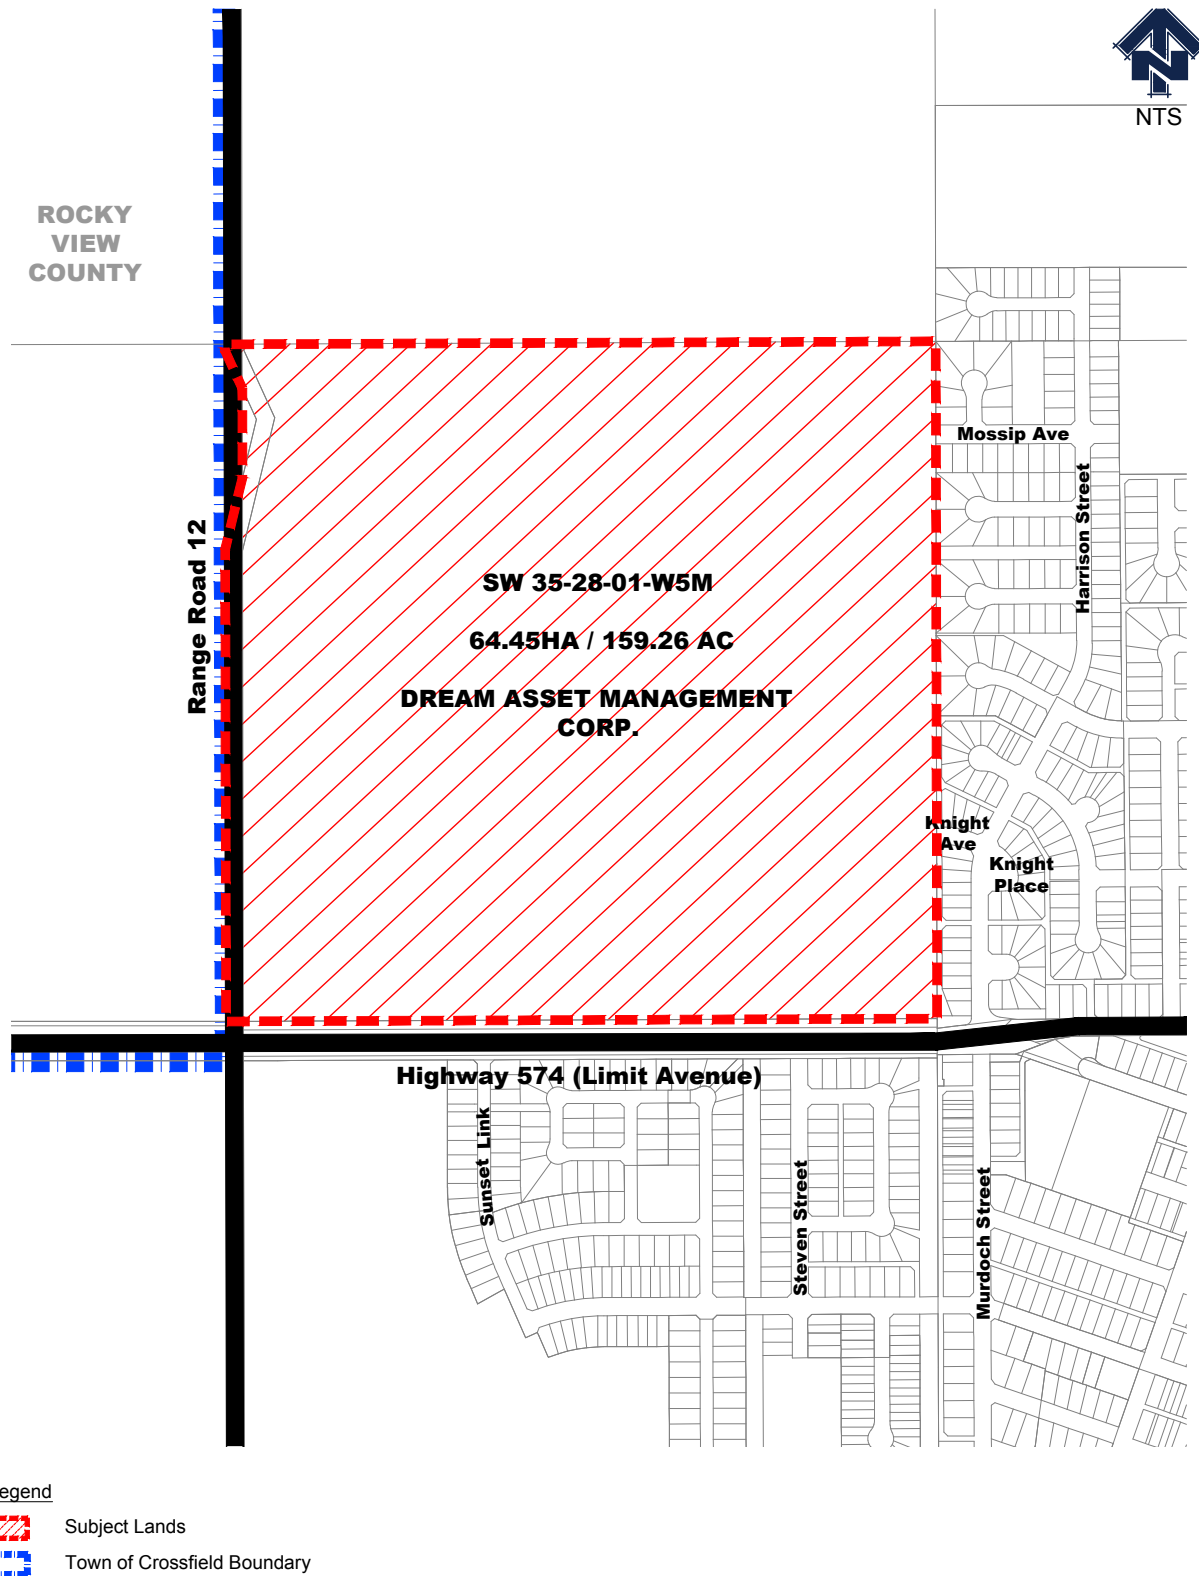 NTS
ROCKY
VIEW
COUNTY
Mossip Ave
Harrison Street
Range Road 12
SW 35-28-01-W5M
64.45HA / 159.26 AC
DREAM ASSET MANAGEMENT
CORP.
Knight
Ave
Knight
Place
Highway 574 (Limit Avenue)
Sunset Link
Steven Street
Murdoch Street
egend
Subject Lands
Town of Crossfield Boundary